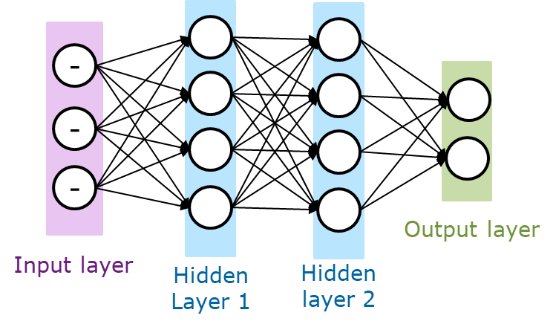 -
-
-
Input layer
Hidden
Layer 1
Hidden
layer 2
Output layer